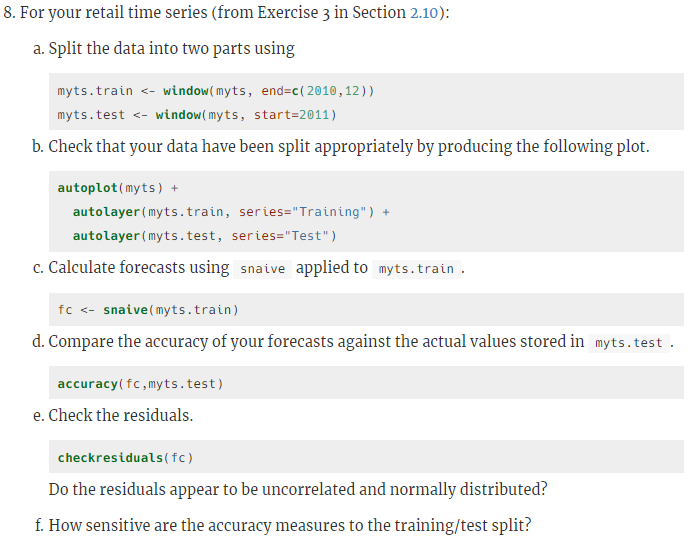 8. For your retail time series (from Exercise 3 in Section 2.10):
a. Split the data into two parts using
myts.train <- window(myts, end=c(2010,12))
myts.test <- window(myts, start=2011)
b. Check that your data have been split appropriately by producing the following plot.
autoplot(myts) +
autolayer(myts.train, series="Training") +
autolayer(myts.test, series="Test")
c. Calculate forecasts using snaive applied to myts.train .
fc <- snaive(myts.train)
d. Compare the accuracy of your forecasts against the actual values stored in myts.test .
accuracy(fc,myts.test)
e. Check the residuals.
checkresiduals(fc)
Do the residuals appear to be uncorrelated and normally distributed?
f. How sensitive are the accuracy measures to the training/test split?